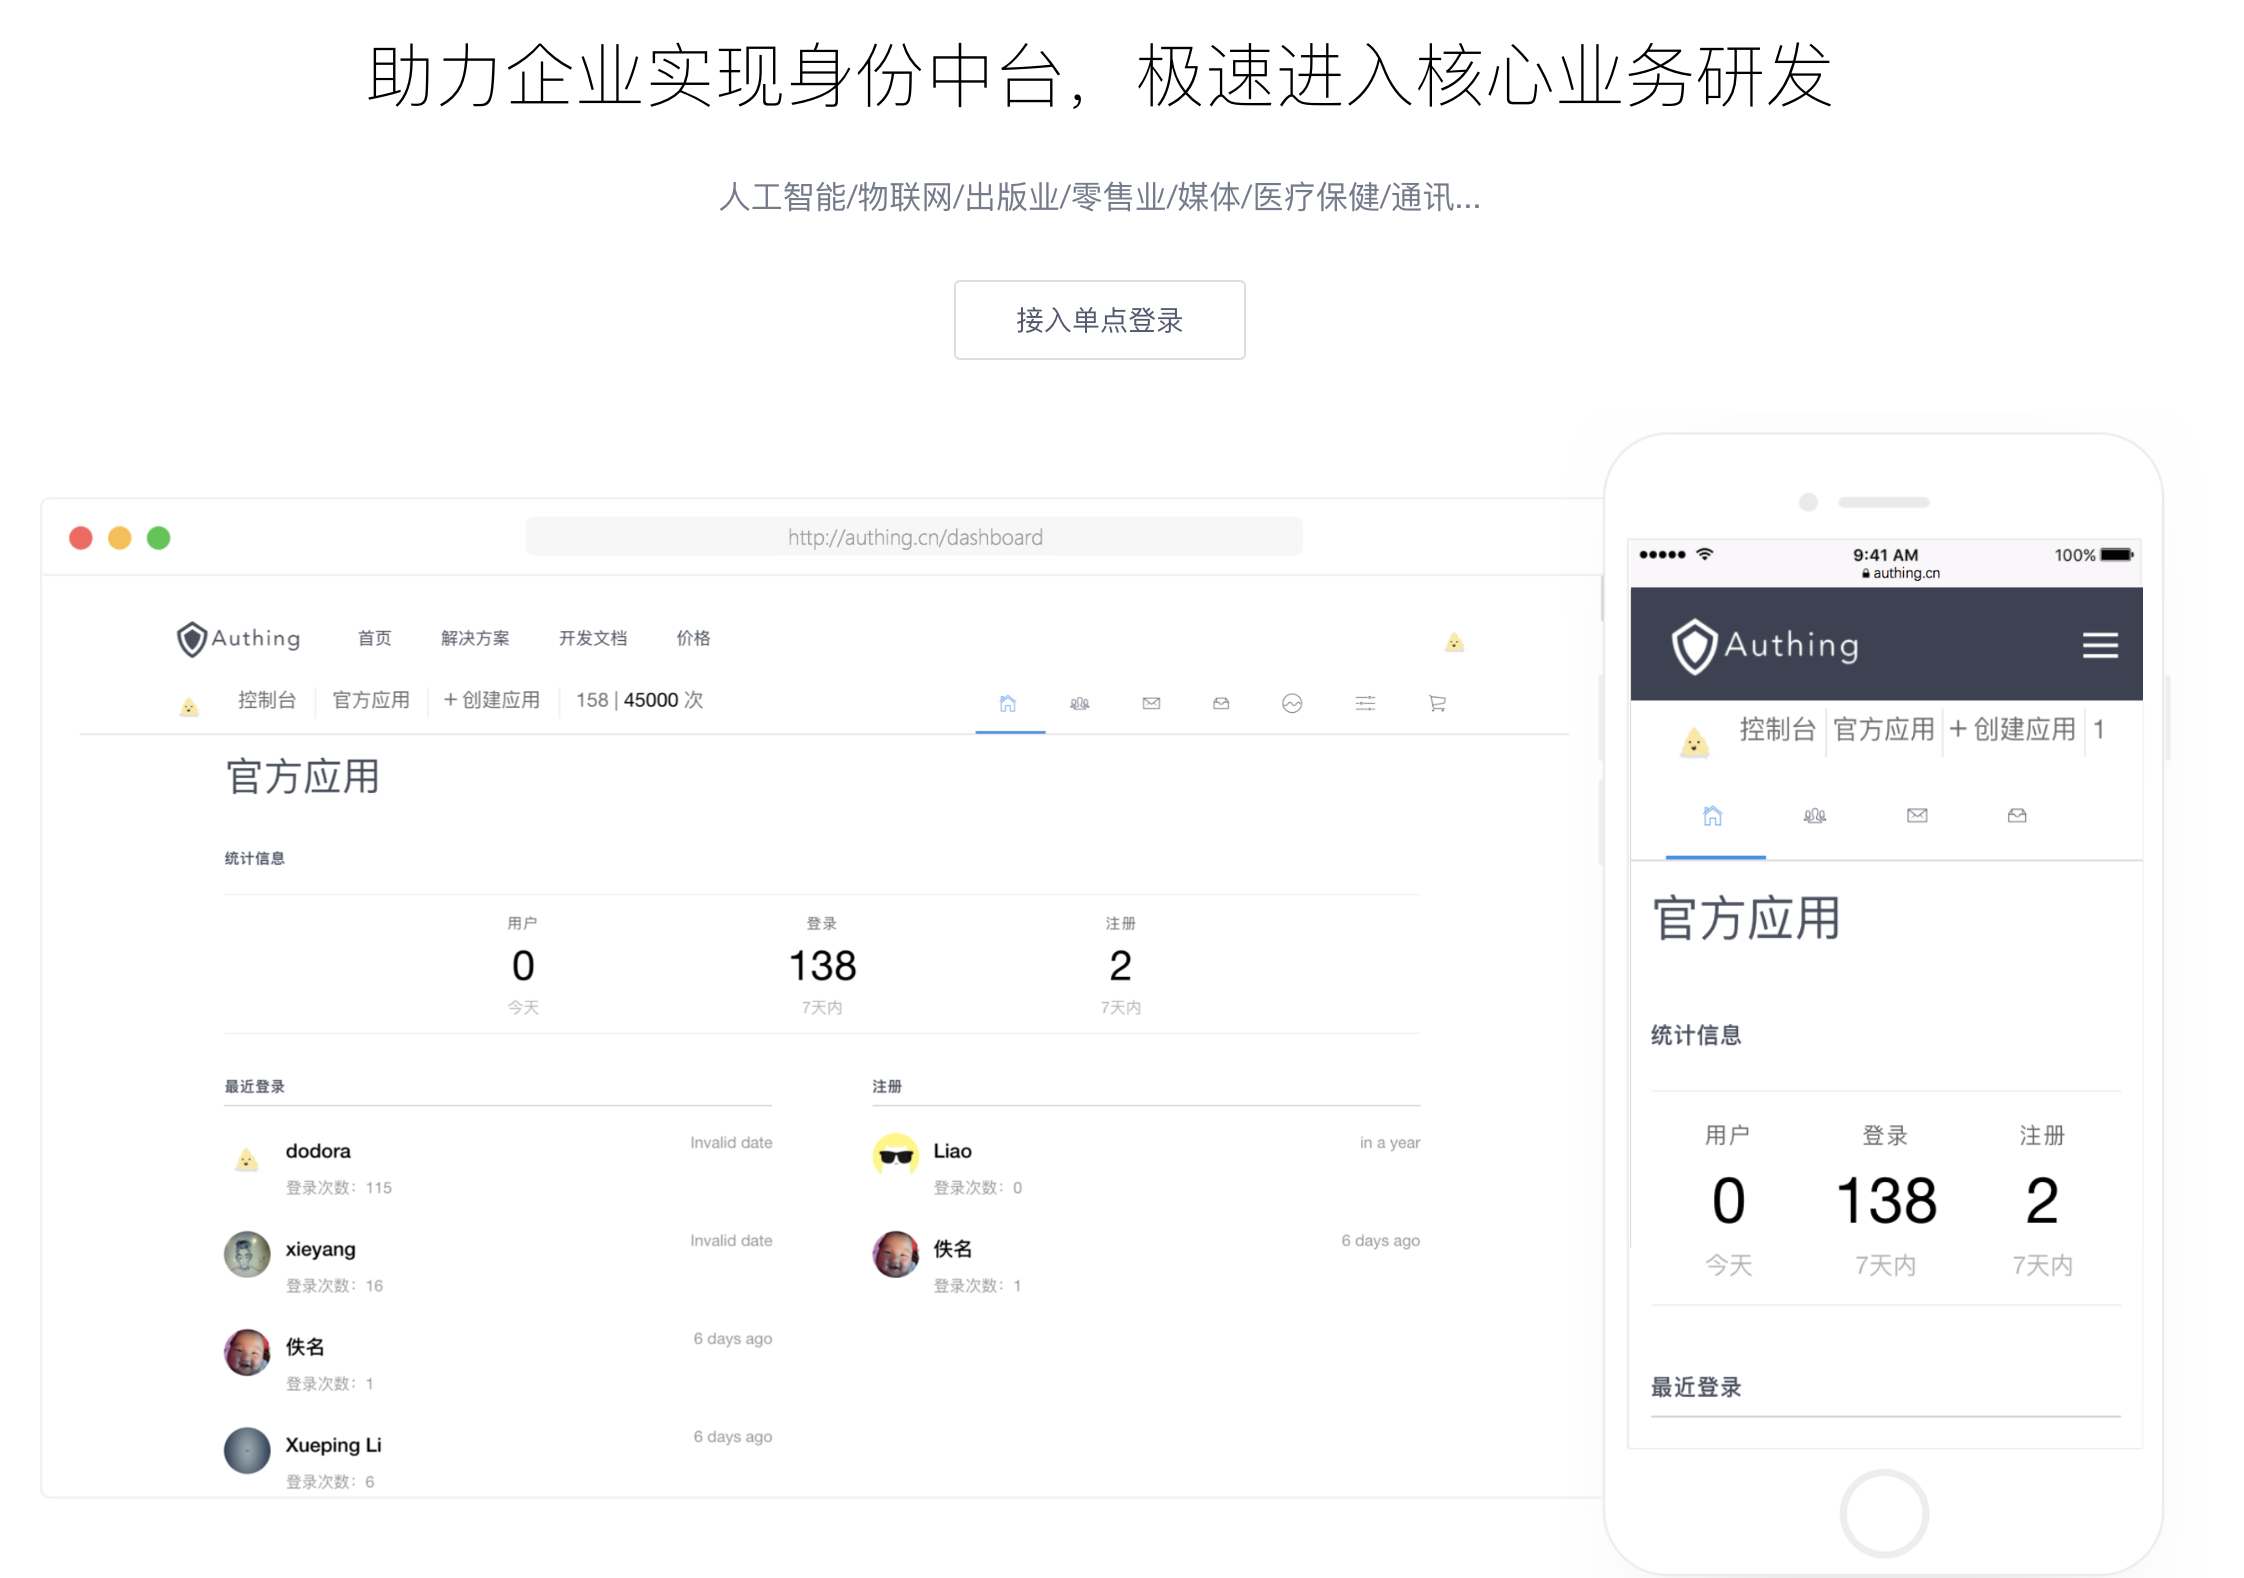 助力企业实现身份中台，极速进入核心业务研发
人工智能/物联网/出版业/零售业/媒体/医疗保健/通讯...
接入单点登录
http://authing.cn/dashboard
Authing 首页 解决方案 开发文档 价格
控制台 官方应用 + 创建应用 158 | 45000 次
官方应用
统计信息
用户 登录 注册
0 138 2
今天 7天内 7天内
最近登录 注册
dodora Invalid date
登录次数：115
Liao in a year
登录次数：0
xieyang Invalid date
登录次数：16
佚名 6 days ago
登录次数：1
佚名 6 days ago
登录次数：1
Xueping Li 6 days ago
登录次数：6
9:41 AM 100%
authing.cn
Authing
控制台 官方应用 + 创建应用 1
官方应用
统计信息
用户 登录 注册
0 138 2
今天 7天内 7天内
最近登录